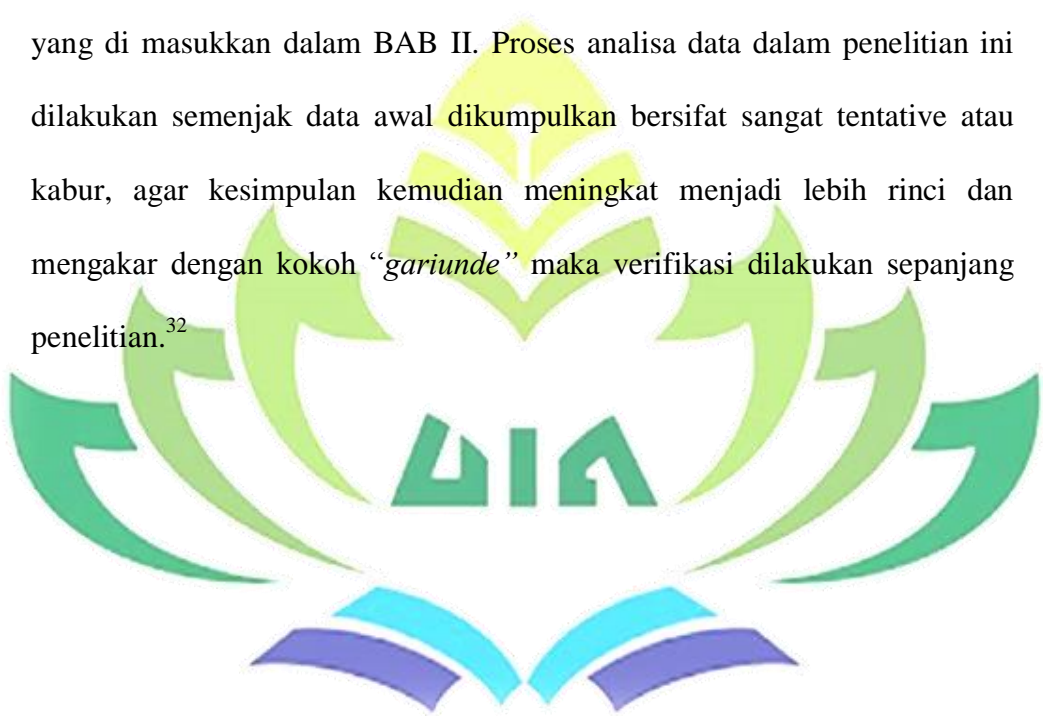 yang di masukkan dalam BAB II. Proses analisa data dalam penelitian ini
dilakukan semenjak data awal dikumpulkan bersifat sangat tentative atau
kabur, agar kesimpulan kemudian meningkat menjadi lebih rinci dan
mengakar dengan kokoh “gariunde” maka verifikasi dilakukan sepanjang
penelitian.³²
UIN